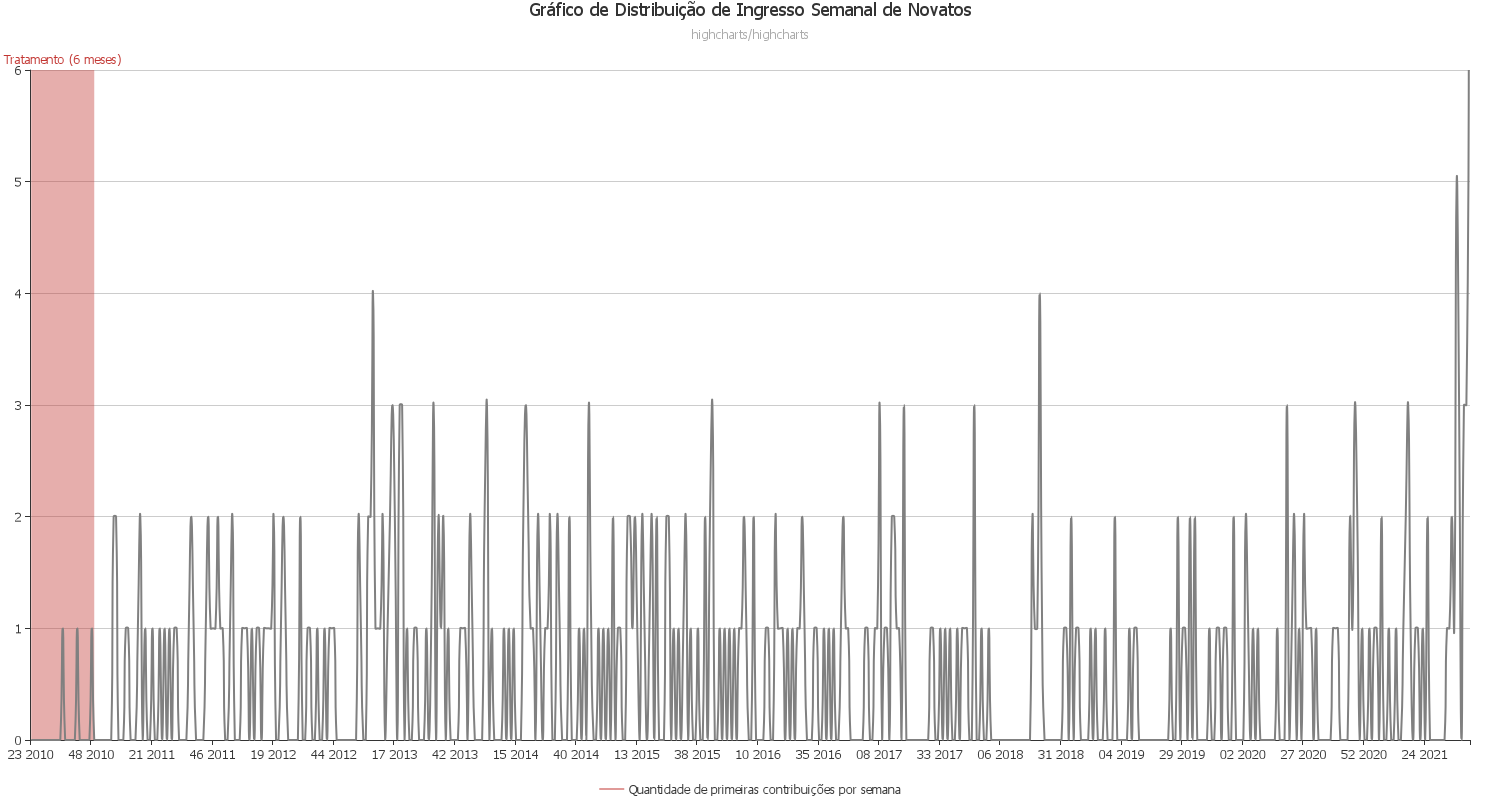 Gráfico de Distribuição de Ingresso Semanal de Novatos
highcharts/highcharts
Tratamento (6 meses)
6
5
4
3
2
1
0
23 2010 48 2010 21 2011 46 2011 19 2012 44 2012 17 2013 42 2013 15 2014 40 2014 13 2015 38 2015 10 2016 35 2016 08 2017 33 2017 06 2018 31 2018 04 2019 29 2019 02 2020 27 2020 52 2020 24 2021
Quantidade de primeiras contribuições por semana